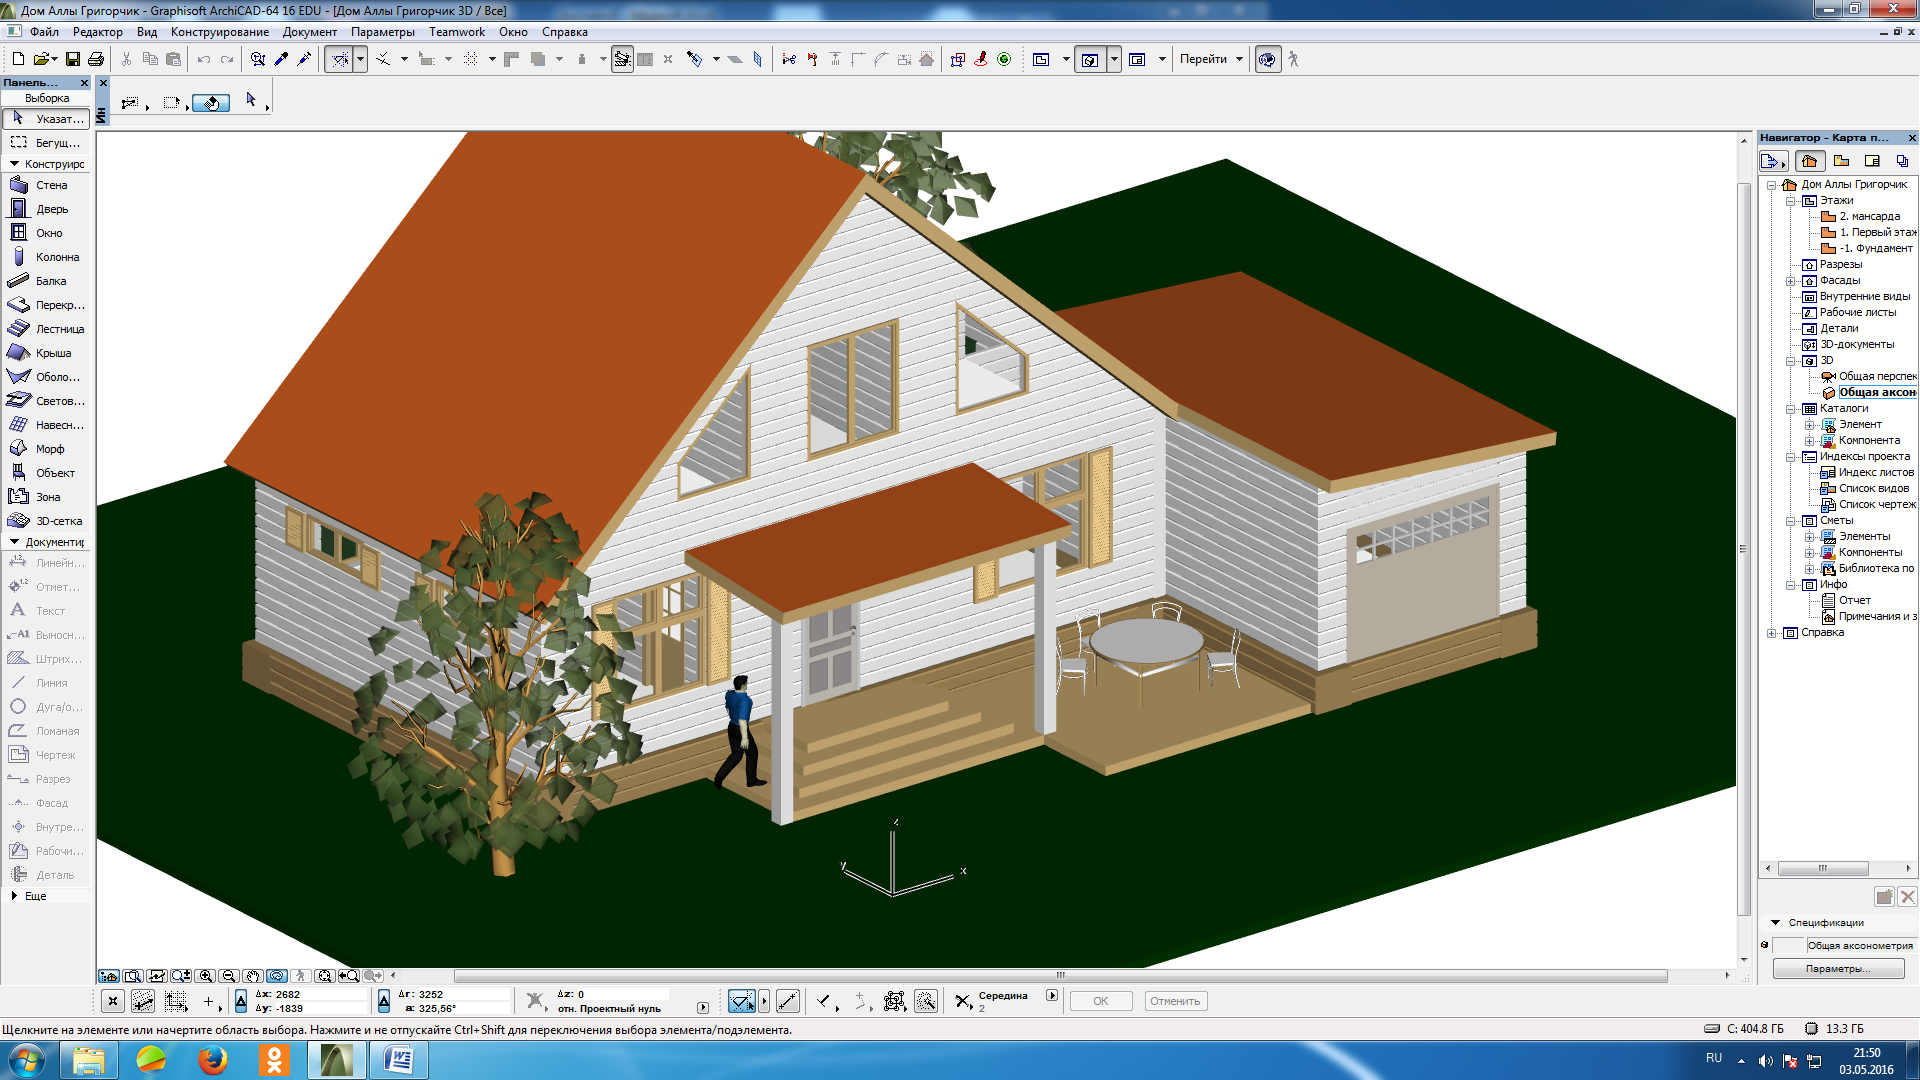 Дом Аллы Григорчик - Graphisoft ArchiCAD-64 16 EDU - [Дом Аллы Григорчик 3D / Все]
Файл Редактор Вид Конструирование Документ Параметры Teamwork Окно Справка
Перейти
Панель...
Выборка
Указат...
Бегущ...
Конструирс
Стена
Дверь
Окно
Колонна
Балка
Перекр...
Лестница
Крыша
Оболо...
Светов...
Навесн...
Морф
Объект
Зона
3D-сетка
Документир
Линейн...
Отмет...
Текст
Выносн...
Штрих...
Линия
Дуга/о...
Ломаная
Чертеж
Разрез
Фасад
Внутре...
Рабочи...
Деталь
Еще
Ин
z
y
x
Навигатор - Карта п...
Дом Аллы Григорчик
Этажи
2. мансарда
1. Первый этаж
-1. Фундамент
Разрезы
Фасады
Внутренние виды
Рабочие листы
Детали
3D-документы
3D
Общая перспек
Общая аксон
Каталоги
Элемент
Компонента
Индексы проекта
Индекс листов
Список видов
Список чертеж
Сметы
Элементы
Компоненты
Библиотека по
Инфо
Отчет
Примечания и з
Справка
Спецификации
Общая аксонометрия
Параметры...
Δx: 2682
Δy: -1839
Δr: 3252
a: 325,56°
Δz: 0
отн. Проектный нуль
Середина
2
OK
Отменить
Щелкните на элементе или начертите область выбора. Нажмите и не отпускайте Ctrl+Shift для переключения выбора элемента/подэлемента.
C: 404.8 ГБ
13.3 ГБ
RU
21:50
03.05.2016